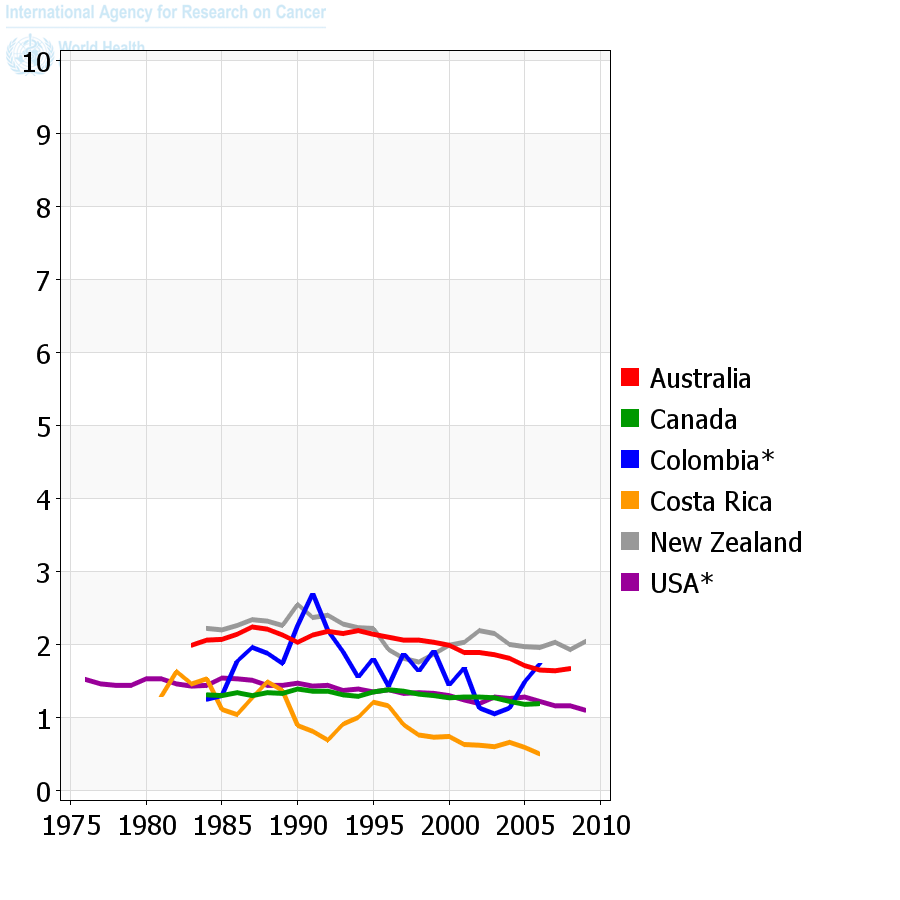 International Agency for Research on Cancer
World Health
10
9
8
7
6
5
4
3
2
1
0
1975 1980 1985 1990 1995 2000 2005 2010
Australia
Canada
Colombia*
Costa Rica
New Zealand
USA*